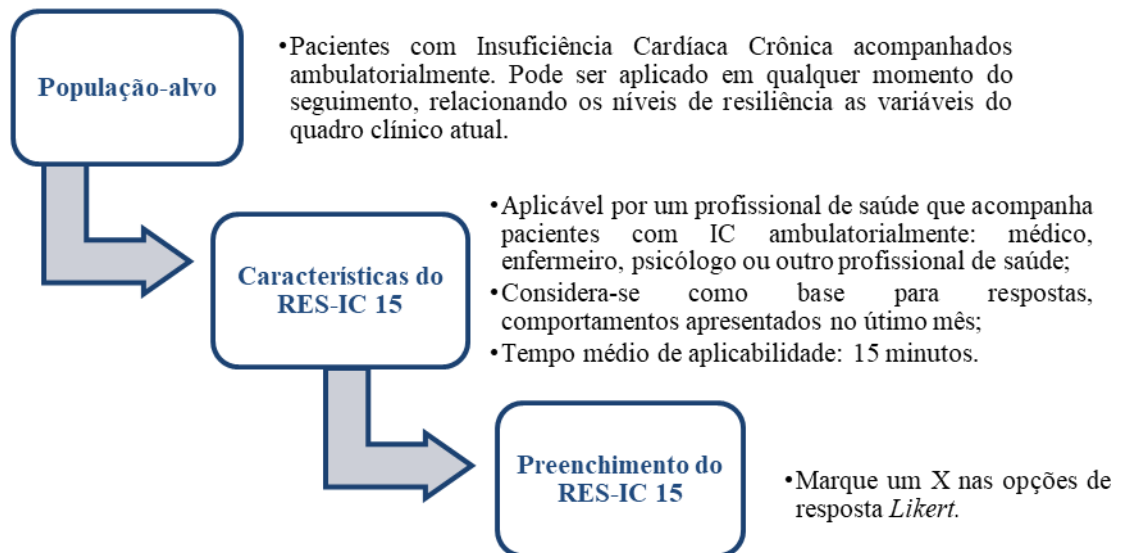 População-alvo
•Pacientes com Insuficiência Cardíaca Crônica acompanhados
ambulatorialmente. Pode ser aplicado em qualquer momento do
seguimento, relacionando os níveis de resiliência as variáveis do
quadro clínico atual.
Características do
RES-IC 15
•Aplicável por um profissional de saúde que acompanha
pacientes com IC ambulatorialmente: médico,
enfermeiro, psicólogo ou outro profissional de saúde;
•Considera-se como base para respostas,
comportamentos apresentados no útimo mês;
•Tempo médio de aplicabilidade: 15 minutos.
Preenchimento do
RES-IC 15
•Marque um X nas opções de
resposta Likert.